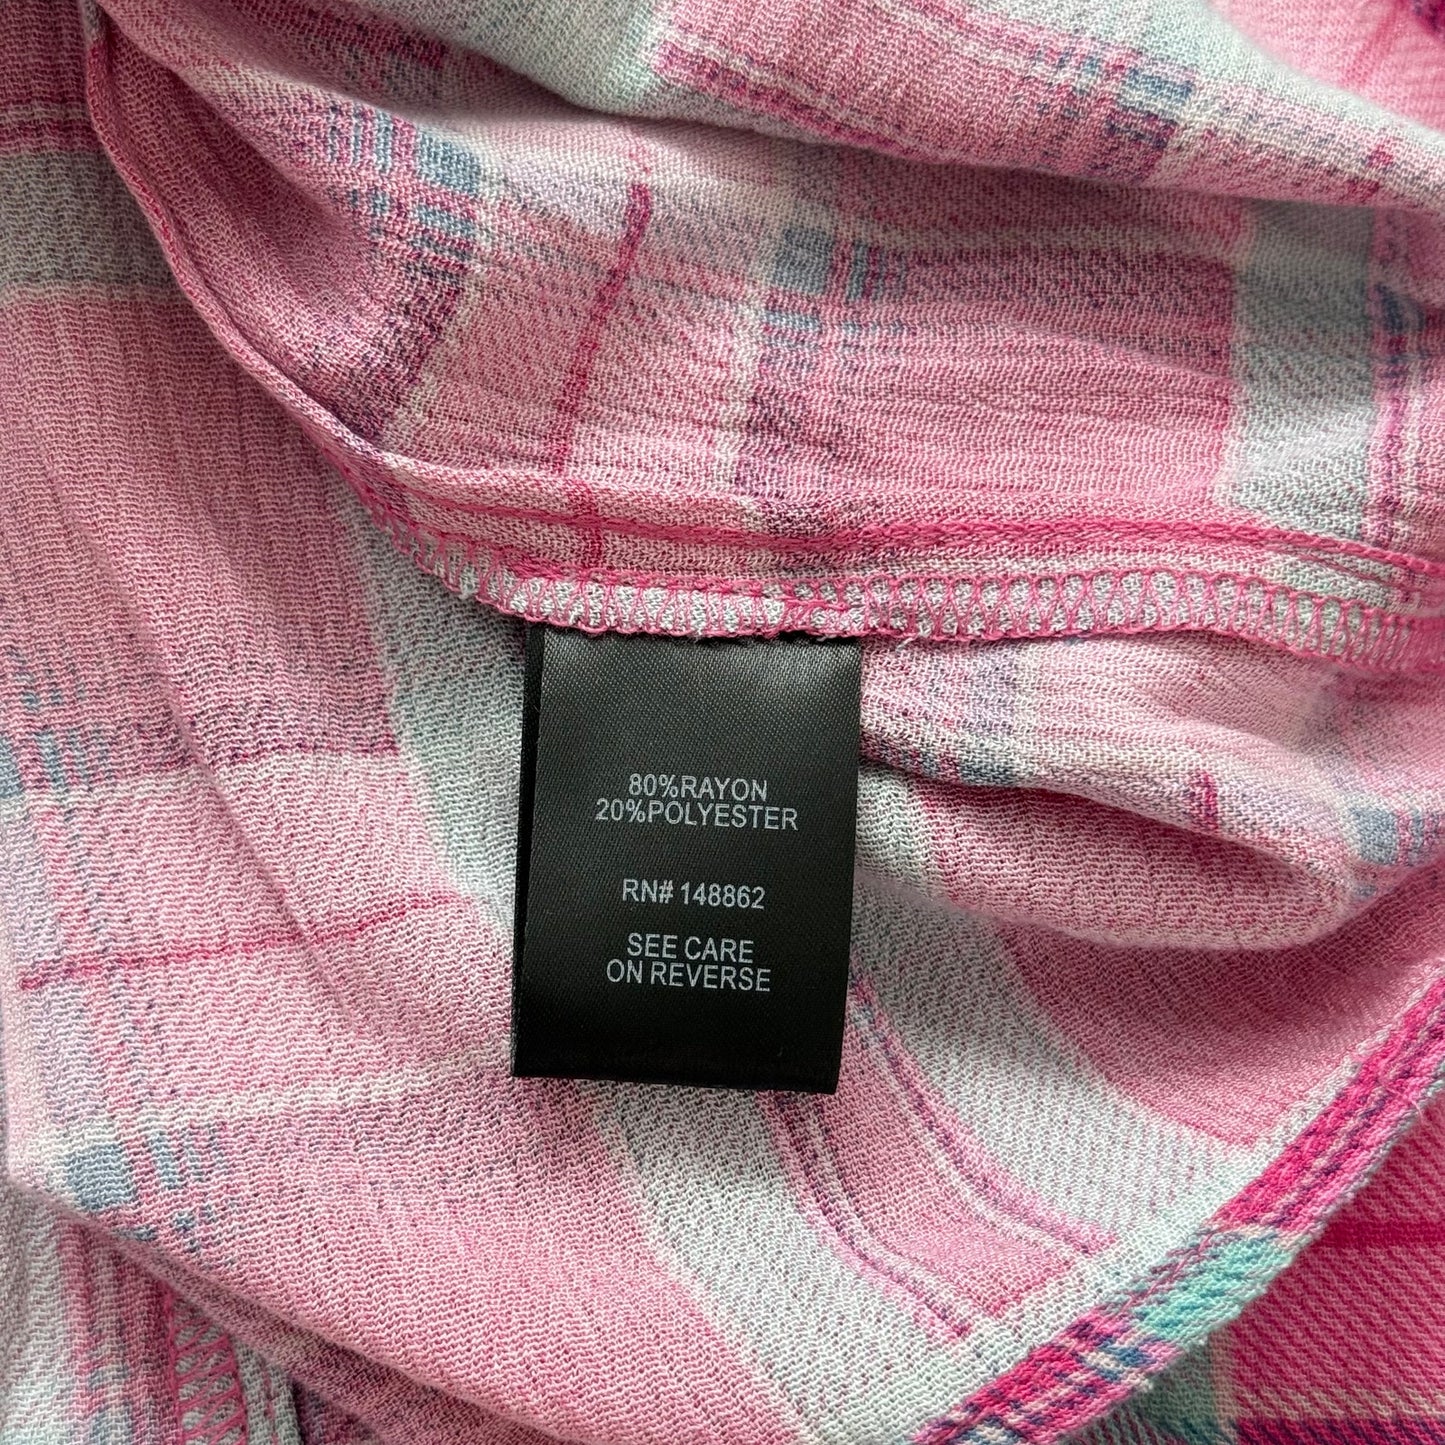 80%RAYON
20%POLYESTER
RN# 148862
SEE CARE
ON REVERSE